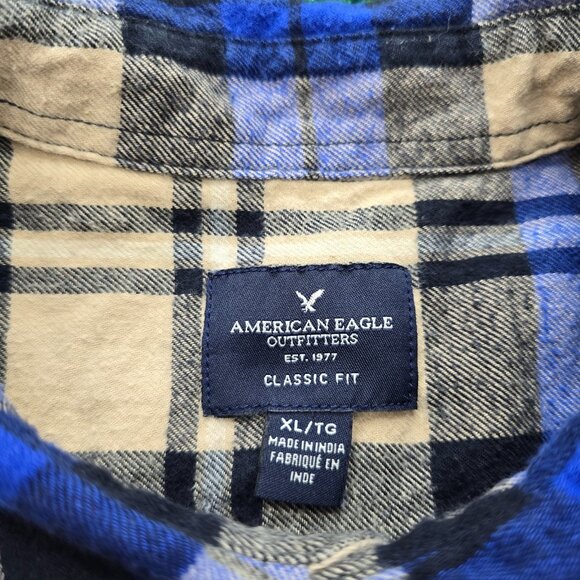 AMERICAN EAGLE
OUTFITTERS
EST. 1977
CLASSIC FIT
XL/TG
MADE IN INDIA
FABRIQUÉ EN
INDE